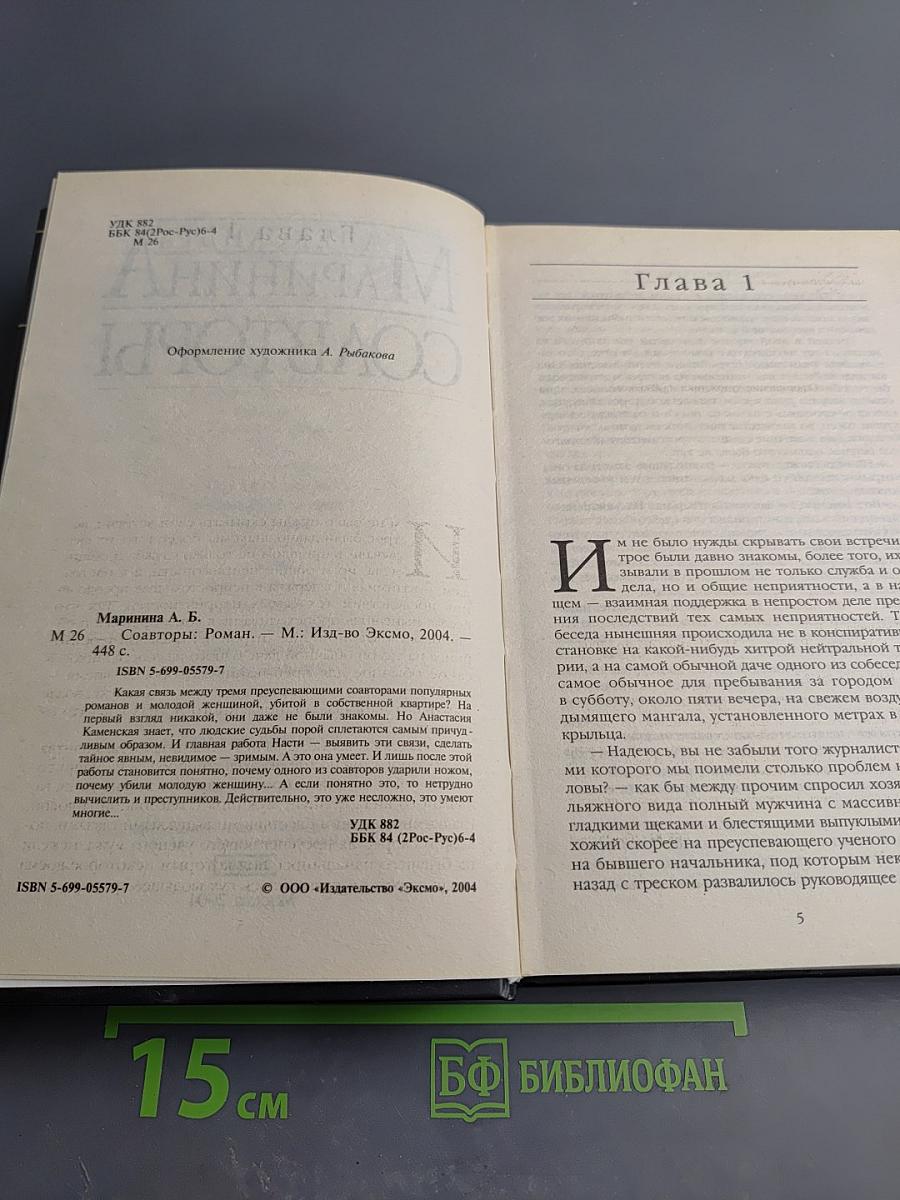 УДК 882
ББК 84(2Рос-Рус)6-4
М 26
Оформление художника А. Рыбакова
Маринина А. Б.
М 26 Соавторы: Роман. — М.: Изд-во Эксмо, 2004. —
448 с.
ISBN 5-699-05579-7
Какая связь между тремя преуспевающими соавторами популярных
романов и молодой женщиной, убитой в собственной квартире? На
первый взгляд никакой, они даже не были знакомы. Но Анастасия
Каменская знает, что людские судьбы порой сплетаются самым причуд-
ливым образом. И главная работа Насти — выявить эти связи, сделать
тайное явным, невидимое — зримым. А это она умеет. И лишь после этой
работы становится понятно, почему одного из соавторов ударили ножом,
почему убили молодую женщину... А если понятно это, то нетрудно
вычислить и преступников. Действительно, это уже несложно, это умеют
многие...
УДК 882
ББК 84 (2Рос-Рус)6-4
ISBN 5-699-05579-7
© ООО «Издательство «Эксмо», 2004
Глава 1
Им не было нужды скрывать свои встречи
трое были давно знакомы, более того, их
зывали в прошлом не только служба и о
дела, но и общие неприятности, а в на
щем — взаимная поддержка в непростом деле пре
ния последствий тех самых неприятностей. Т
беседа нынешняя происходила не в конспиратив
становке на какой-нибудь хитрой нейтральной т
рии, а на самой обычной даче одного из собесед
самое обычное для пребывания за городом
в субботу, около пяти вечера, на свежем возду
дымящего мангала, установленного метрах в
крыльца.
— Надеюсь, вы не забыли того журналист
ми которого мы поимели столько проблем н
ловы? — как бы между прочим спросил хозя
льяжного вида полный мужчина с массивн
гладкими щеками и блестящими выпуклыми
хожий скорее на преуспевающего ученого
на бывшего начальника, под которым нек
назад с треском развалилось руководящее
5
15 см
БФ БИБЛИОФАН